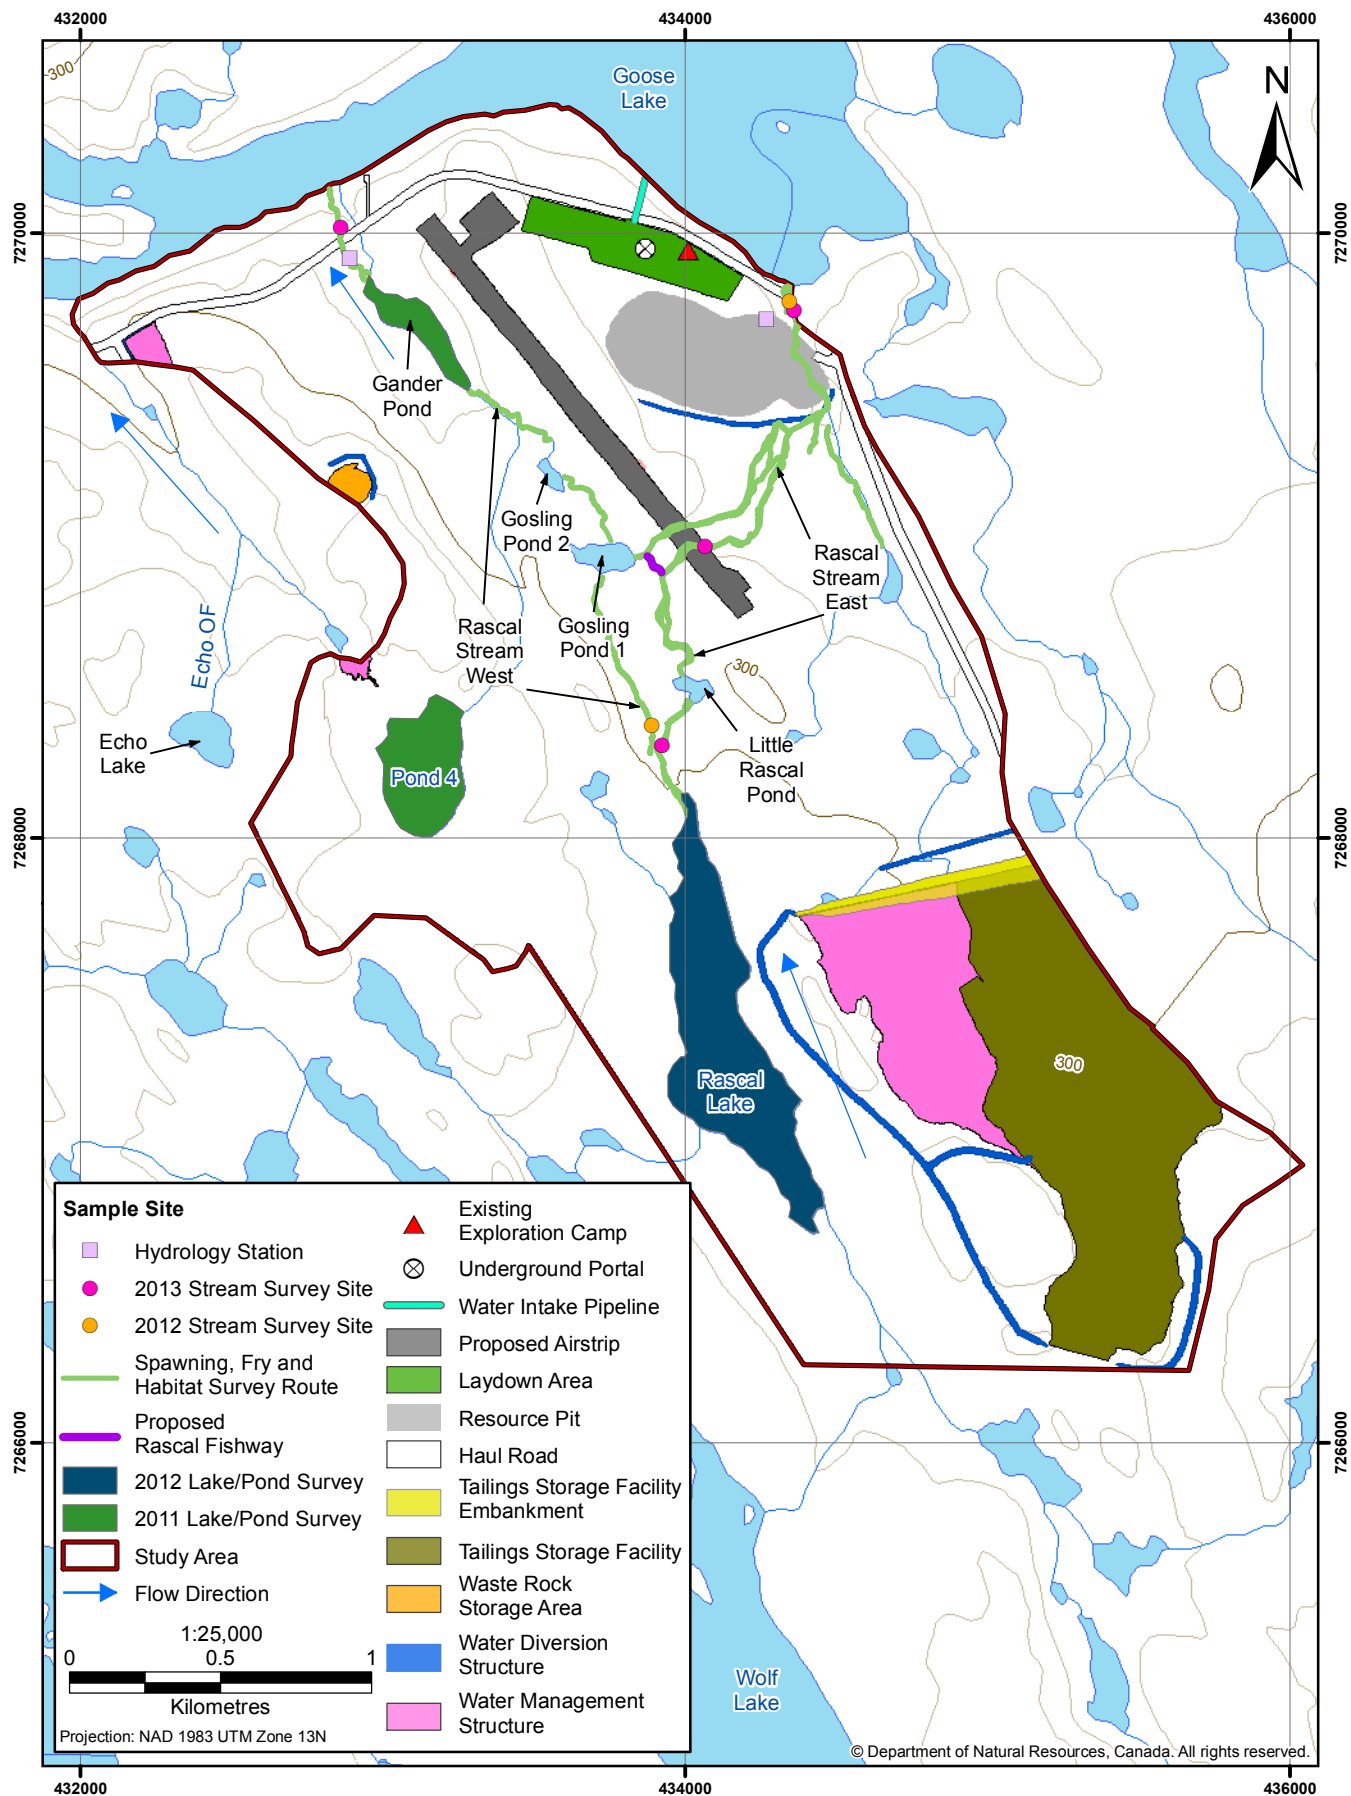 432000
434000
436000
300
Goose
Lake
N
7270000
7270000
Gander
Pond
Gosling
Pond 2
Rascal
Stream
East
Echo OF
Rascal
Stream
West
Gosling
Pond 1
300
Echo
Lake
Pond 4
Little
Rascal
Pond
7268000
7268000
Rascal
Lake
300
7266000
7266000
Wolf
Lake
Sample Site
Hydrology Station
2013 Stream Survey Site
2012 Stream Survey Site
Spawning, Fry and
Habitat Survey Route
Proposed
Rascal Fishway
2012 Lake/Pond Survey
2011 Lake/Pond Survey
Study Area
Flow Direction
1:25,000
0 0.5 1
Kilometres
Projection: NAD 1983 UTM Zone 13N
Existing
Exploration Camp
Underground Portal
Water Intake Pipeline
Proposed Airstrip
Laydown Area
Resource Pit
Haul Road
Tailings Storage Facility
Embankment
Tailings Storage Facility
Waste Rock
Storage Area
Water Diversion
Structure
Water Management
Structure
© Department of Natural Resources, Canada. All rights reserved.
432000
434000
436000